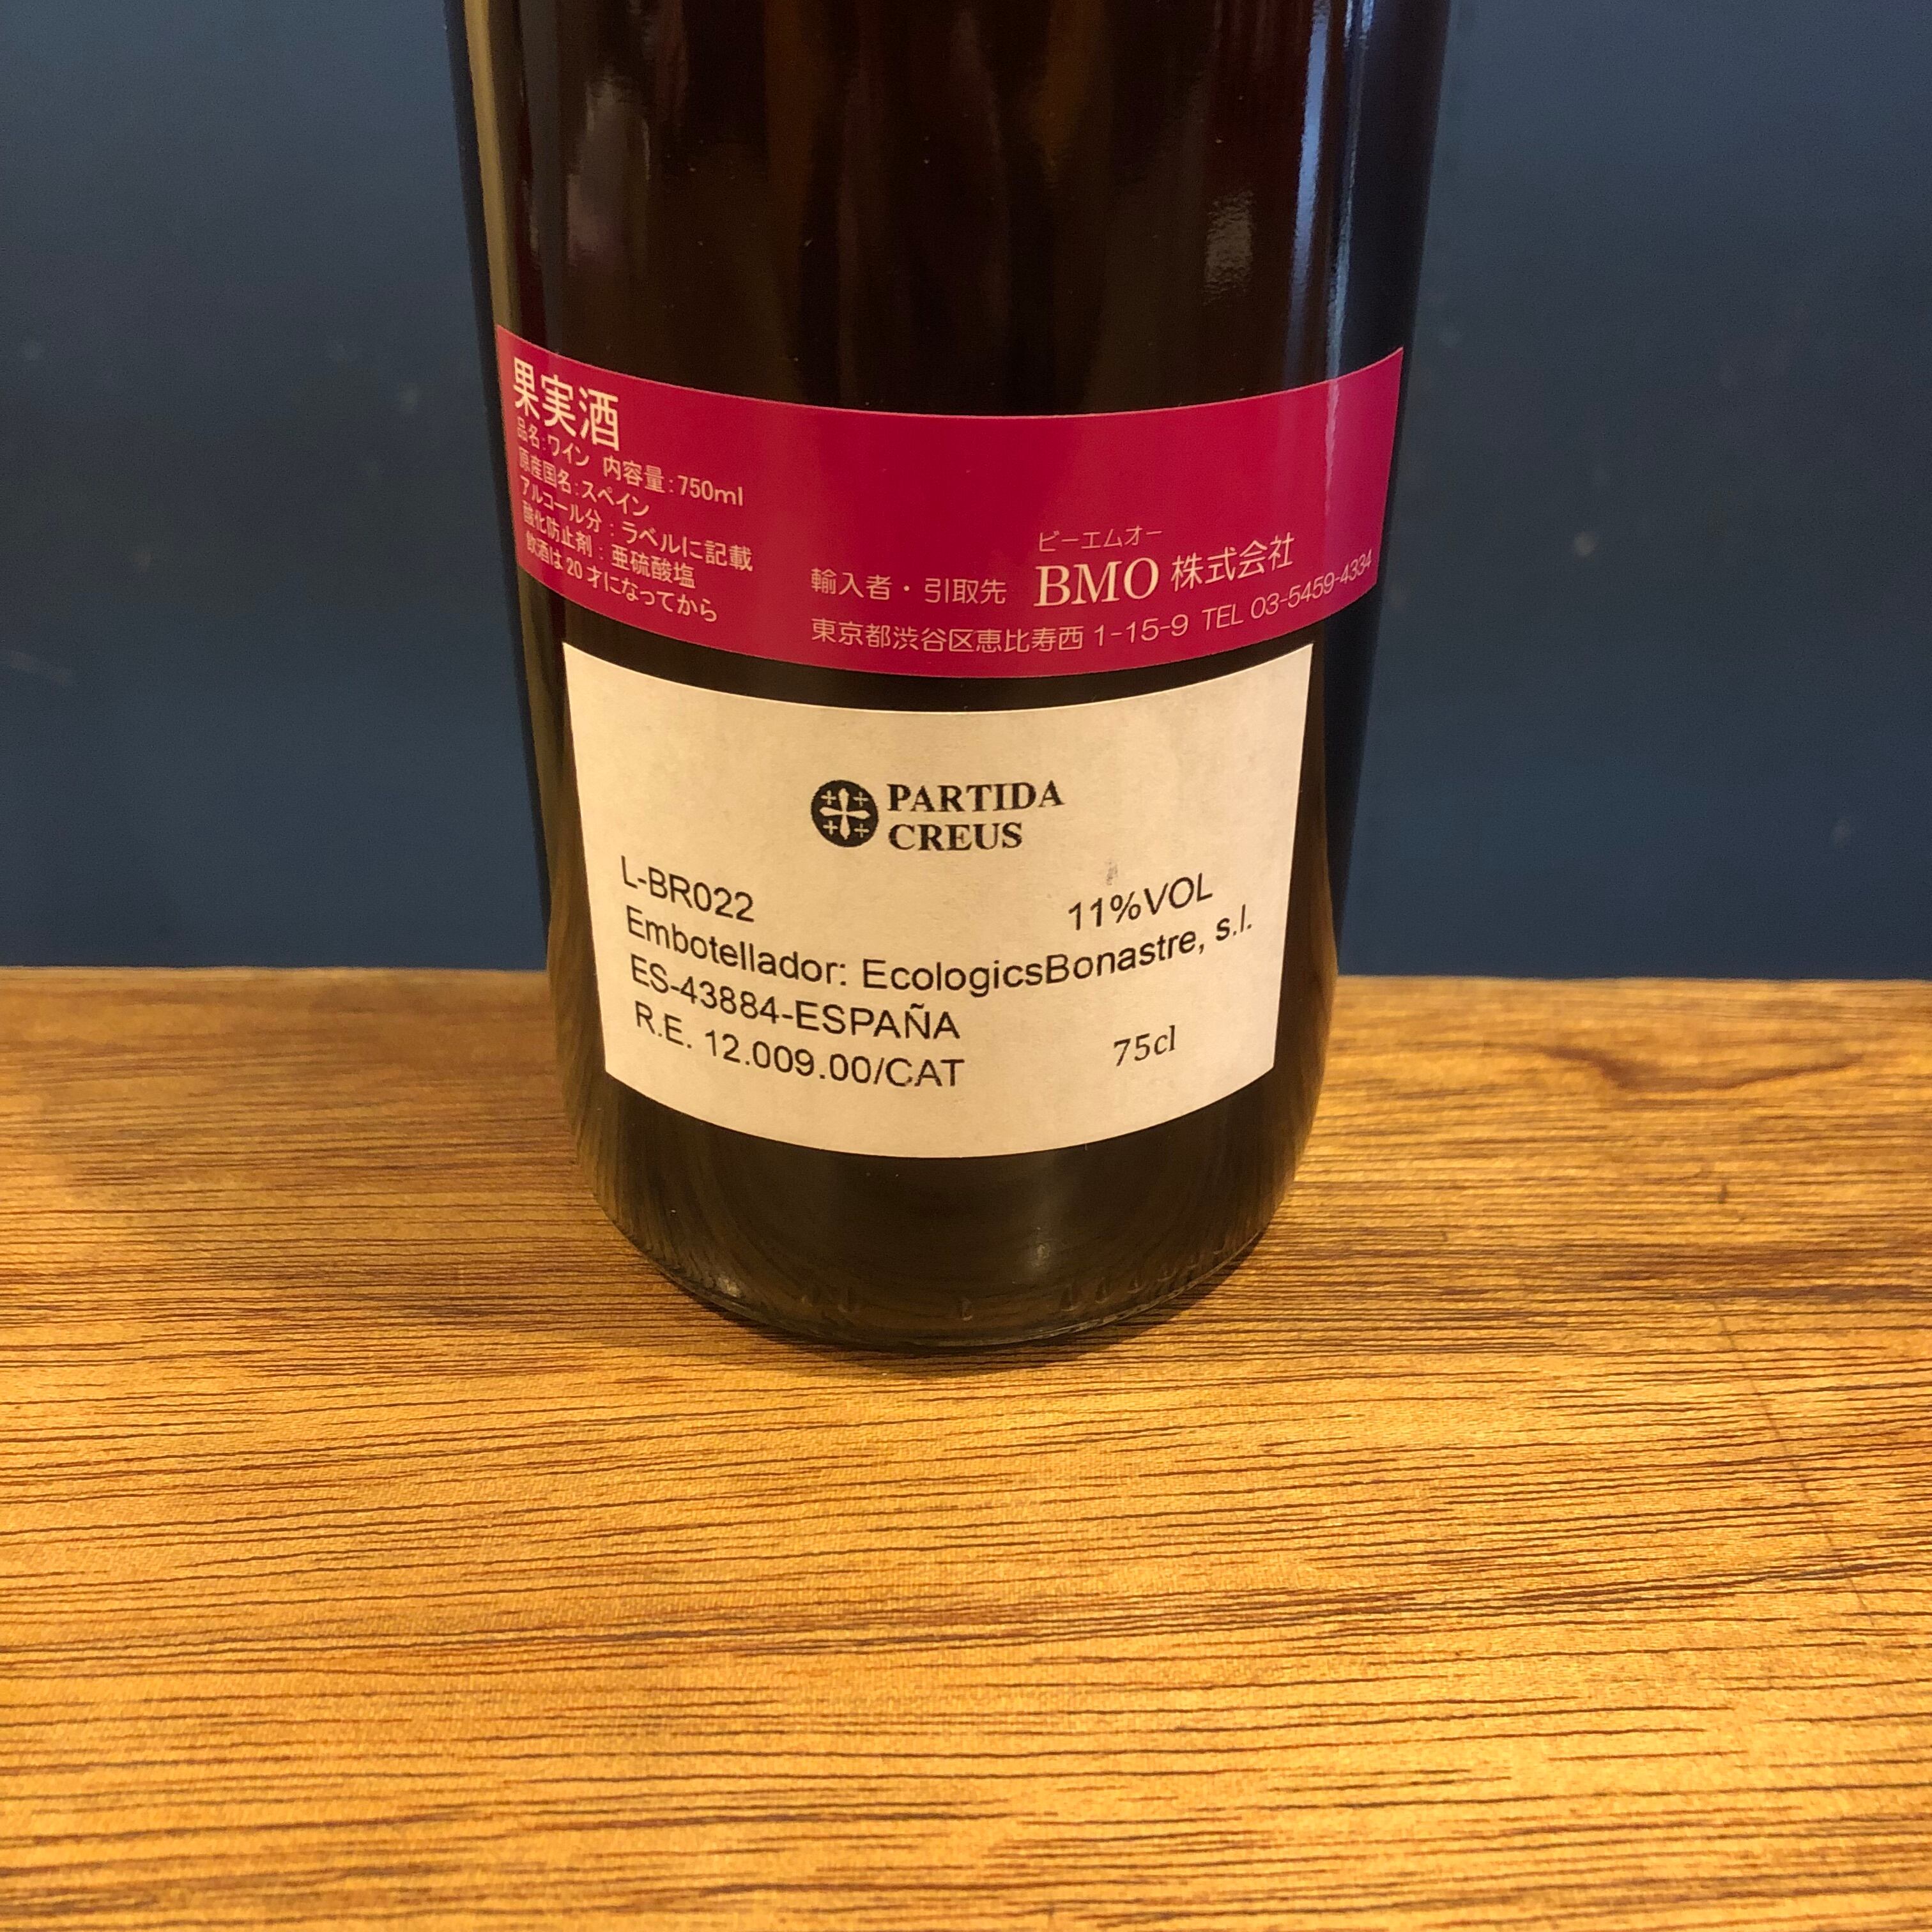 果実酒
品名:ワイン 内容量:750ml
原産国名:スペイン
アルコール分:ラベルに記載
酸化防止剤:亜硫酸塩
飲酒は20才になってから
ビーエムオー
輸入者・引取先 BMO 株式会社
東京都渋谷区恵比寿西 1-15-9 TEL 03-5459-4334
PARTIDA
CREUS
L-BR022 11%VOL
Embotellador: EcologicsBonastre, s.l.
ES-43884-ESPAÑA
R.E. 12.009.00/CAT 75cl